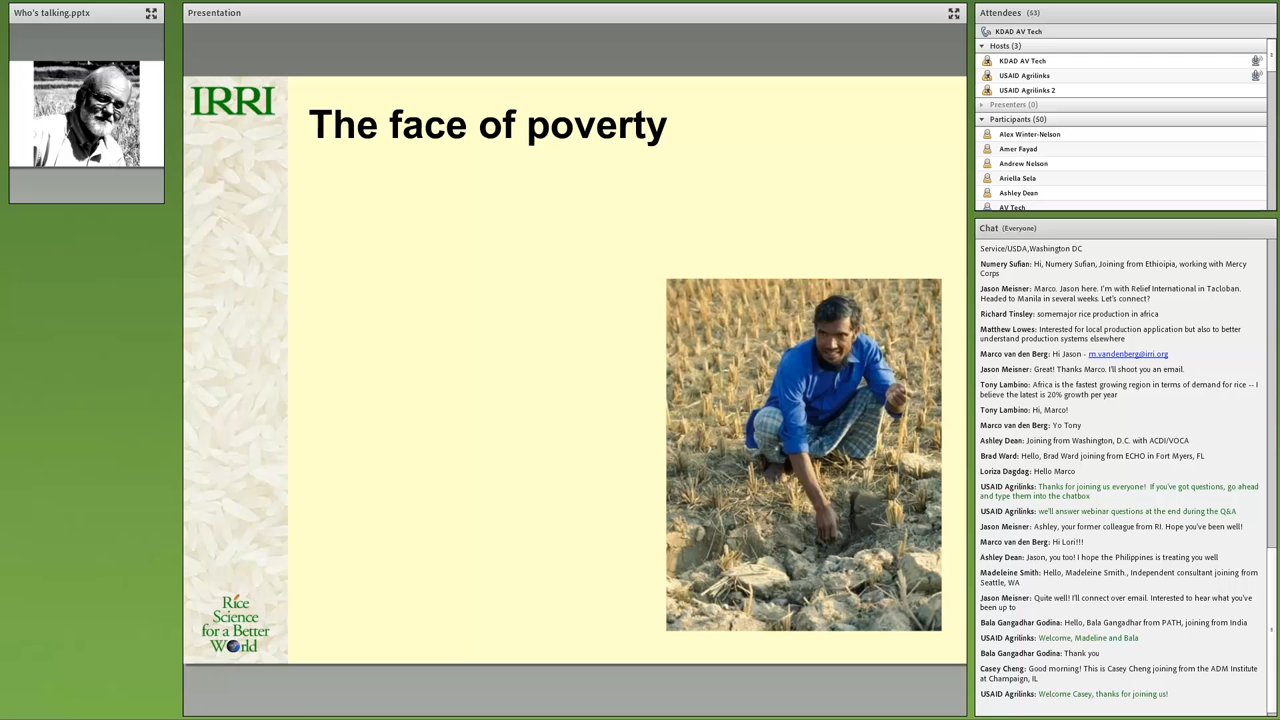 Who's talking.pptx
Presentation
IRRI
The face of poverty
Rice
Science
for a Better
World
Attendees (53)
KDAD AV Tech
Hosts (3)
KDAD AV Tech
USAID Agrilinks
USAID Agrilinks 2
Presenters (0)
Participants (50)
Alex Winter-Nelson
Amer Fayad
Andrew Nelson
Ariella Sela
Ashley Dean
AV Tech
Chat (Everyone)
Service/USDA,Washington DC
Numery Sufian: Hi, Numery Sufian, Joining from Ethioipia, working with Mercy
Corps
Jason Meisner: Marco. Jason here. I'm with Relief International in Tacloban.
Headed to Manila in several weeks. Let's connect?
Richard Tinsley: somemajor rice production in africa
Matthew Lowes: Interested for local production application but also to better
understand production systems elsewhere
Marco van den Berg: Hi Jason - m.vandenberg@irri.org
Jason Meisner: Great! Thanks Marco. I'll shoot you an email.
Tony Lambino: Africa is the fastest growing region in terms of demand for rice -- I
believe the latest is 20% growth per year
Tony Lambino: Hi, Marco!
Marco van den Berg: Yo Tony
Ashley Dean: Joining from Washington, D.C. with ACDI/VOCA
Brad Ward: Hello, Brad Ward joining from ECHO in Fort Myers, FL
Loriza Dagdag: Hello Marco
USAID Agrilinks: Thanks for joining us everyone! If you've got questions, go ahead
and type them into the chatbox
USAID Agrilinks: we'll answer webinar questions at the end during the Q&A
Jason Meisner: Ashley, your former colleague from RI. Hope you've been well!
Marco van den Berg: Hi Lori!!!
Ashley Dean: Jason, you too! I hope the Philippines is treating you well
Madeleine Smith: Hello, Madeleine Smith., Independent consultant joining from
Seattle, WA
Jason Meisner: Quite well! I'll connect over email. Interested to hear what you've
been up to
Bala Gangadhar Godina: Hello, Bala Gangadhar from PATH, joining from India
USAID Agrilinks: Welcome, Madeline and Bala
Bala Gangadhar Godina: Thank you
Casey Cheng: Good morning! This is Casey Cheng joining from the ADM Institute
at Champaign, IL
USAID Agrilinks: Welcome Casey, thanks for joining us!